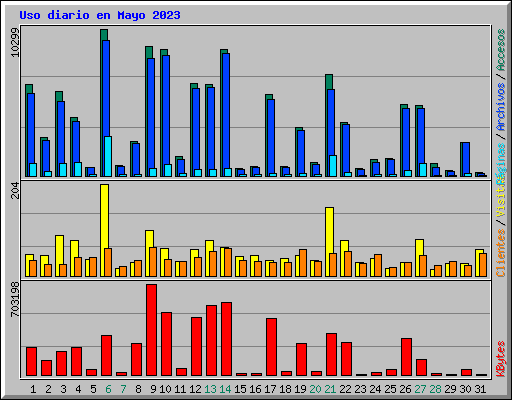 Uso diario en Mayo 2023
10299
204
703198
Accesos / Archivos / Páginas
Clientes / Visitas
KBytes
1 2 3 4 5 6 7 8 9 10 11 12 13 14 15 16 17 18 19 20 21 22 23 24 25 26 27 28 29 30 31